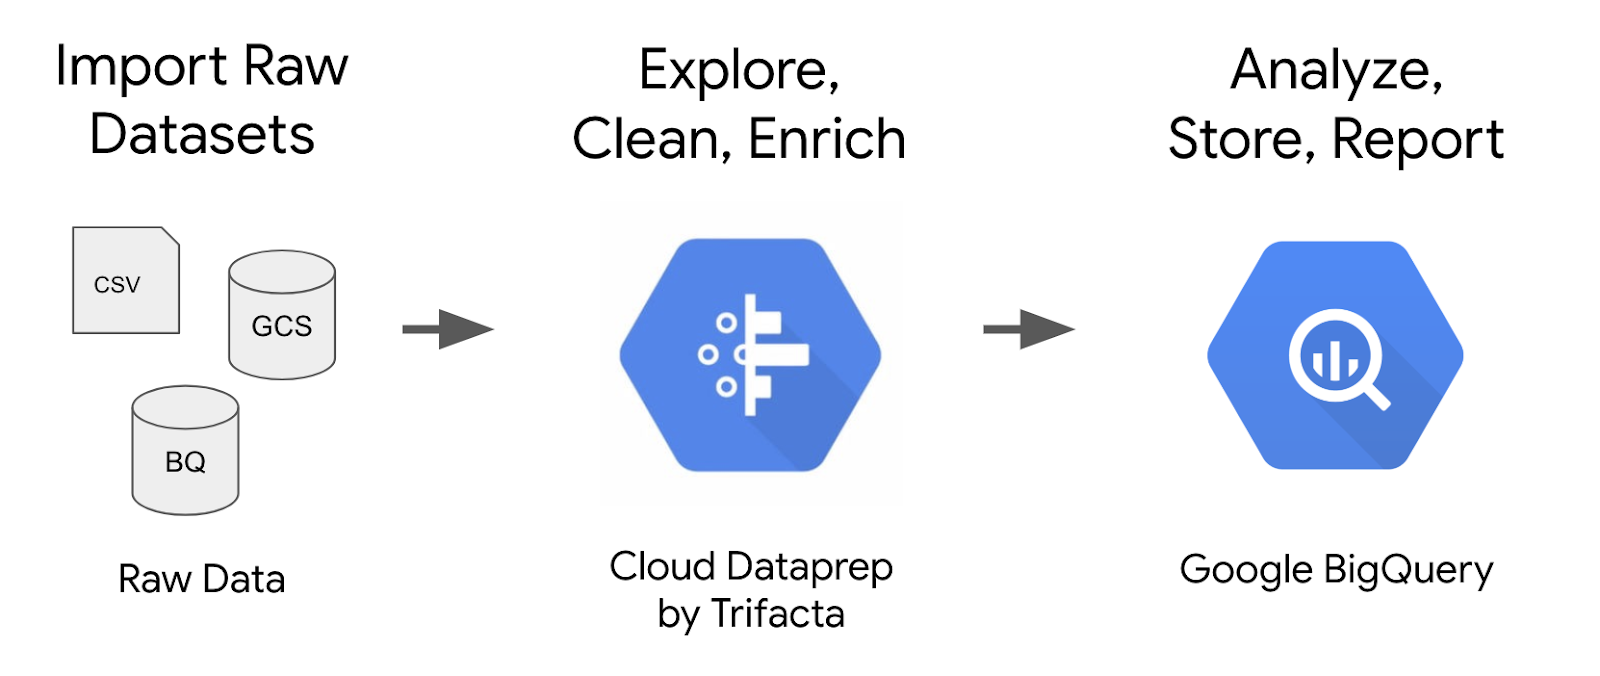 Import Raw
Datasets
Explore,
Clean, Enrich
Analyze,
Store, Report
CSV
GCS
BQ
Raw Data
Cloud Dataprep
by Trifacta
Google BigQuery